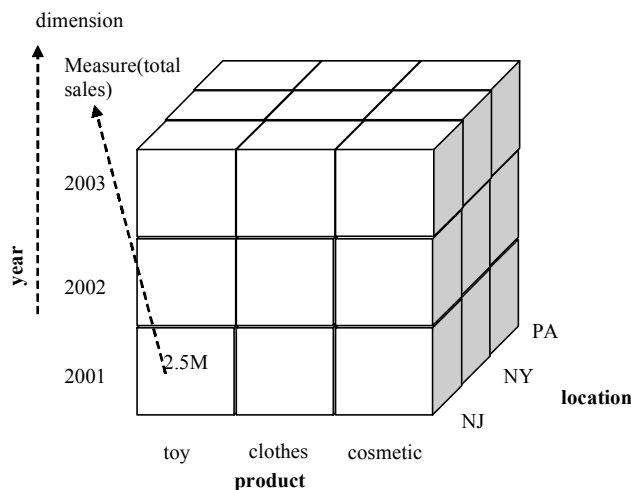 dimension
Measure(total
sales)
2003
year
2002
2.5M
2001
PA
NY
location
NJ
toy
clothes
cosmetic
product